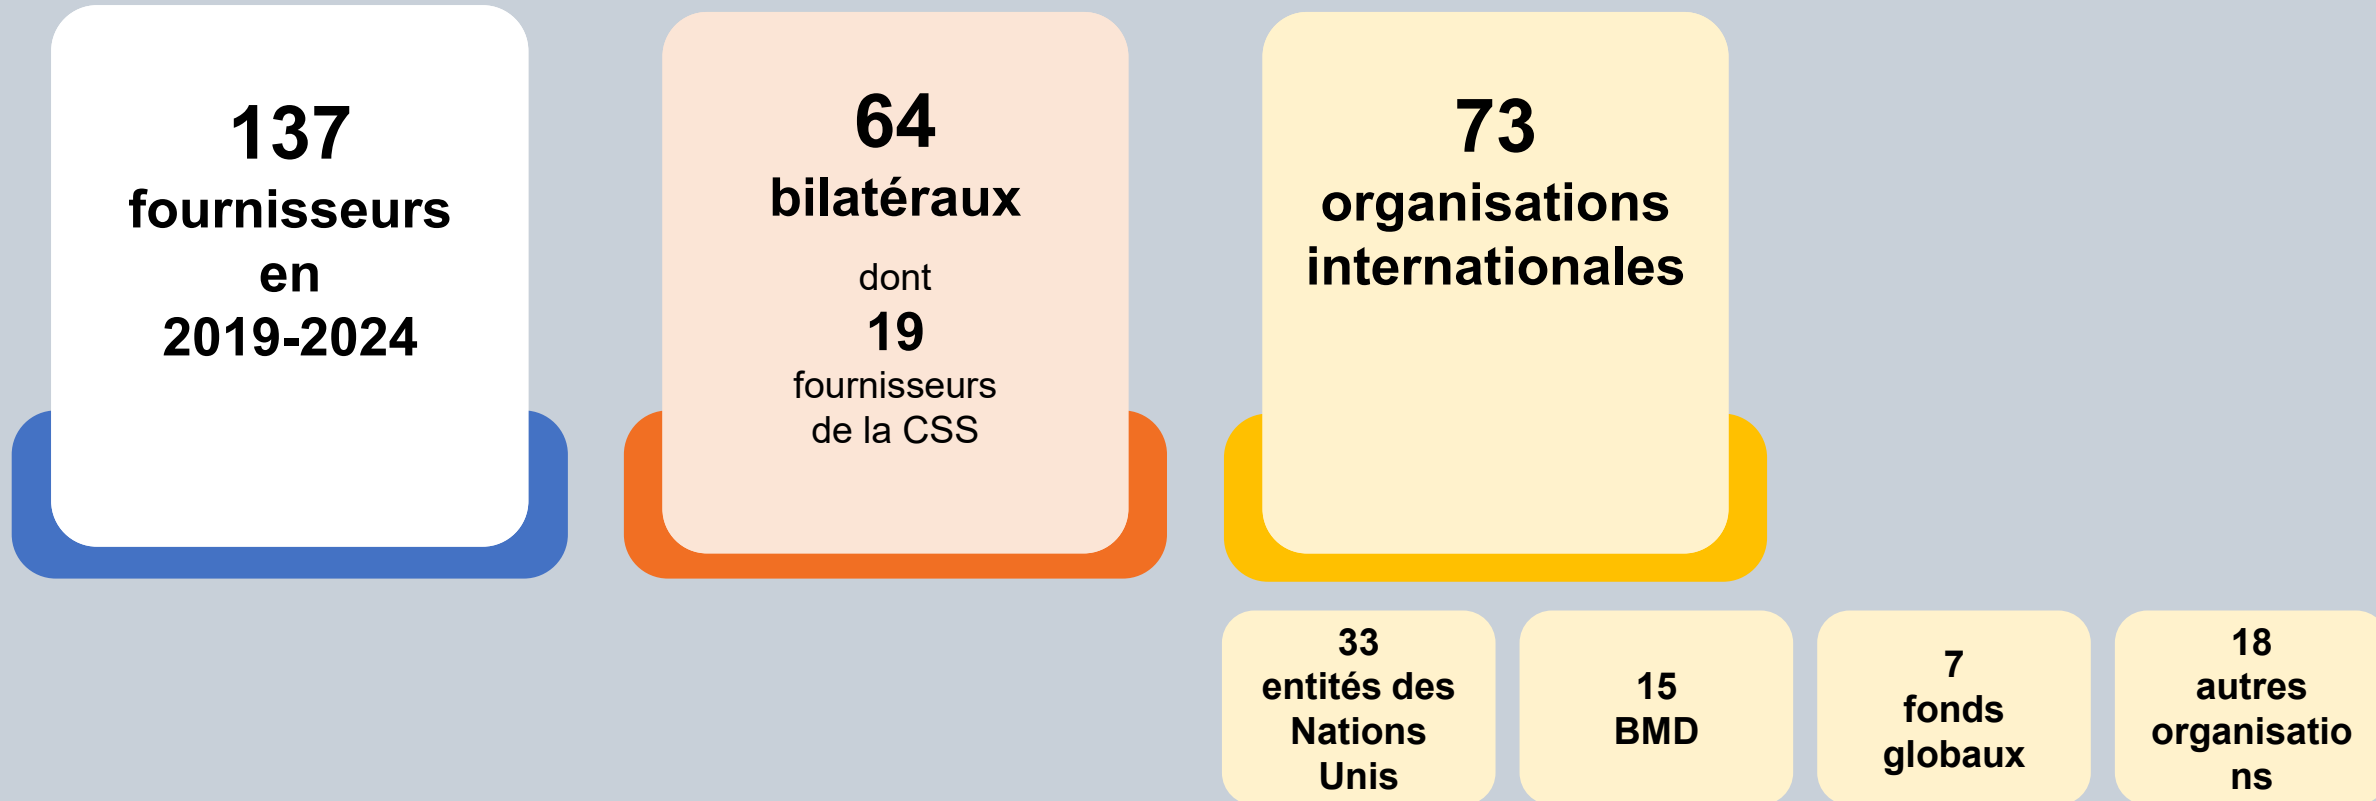 137
fournisseurs
en
2019-2024
64
bilatéraux
dont
19
fournisseurs
de la CSS
73
organisations
internationales
33
entités des
Nations
Unis
15
BMD
7
fonds
globaux
18
autres
organisatio
ns